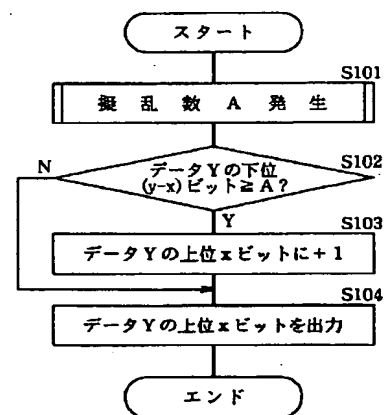 スタート
S101
擬乱数A発生
S102
データYの下位
(y-x)ビット≧A?
N
Y
S103
データYの上位xビットに+1
S104
データYの上位xビットを出力
エンド